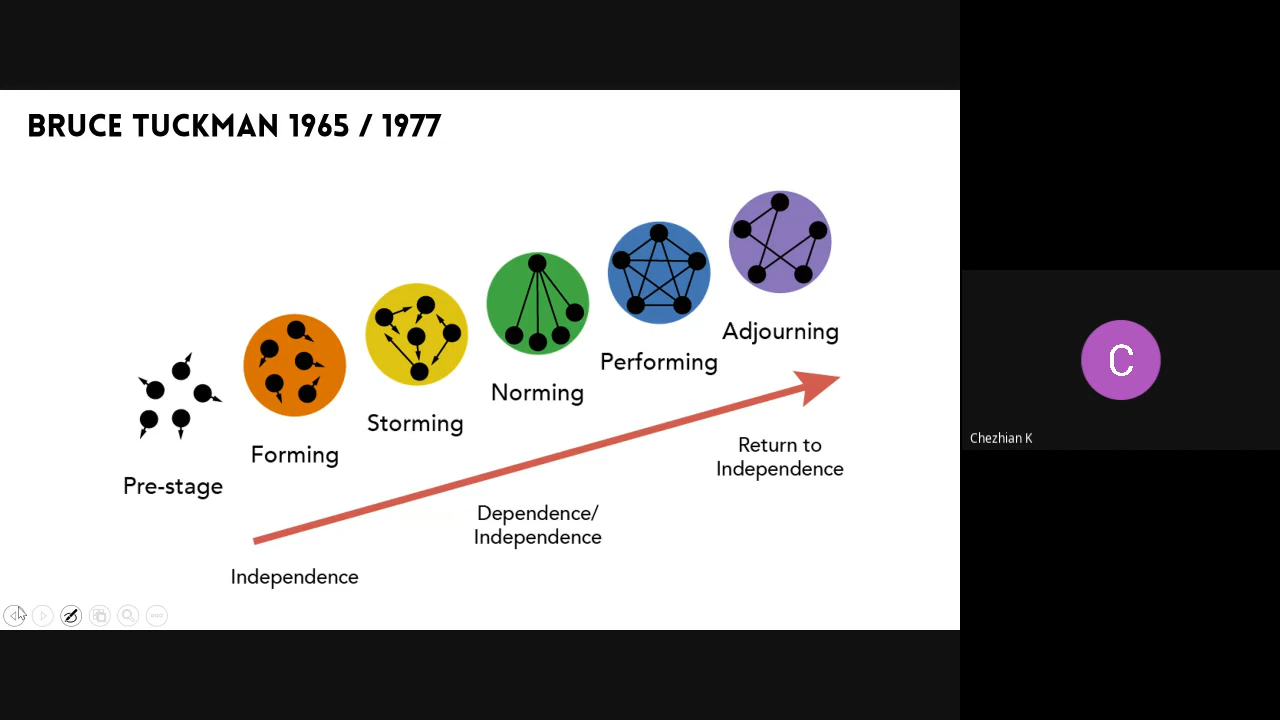 BRUCE TUCKMAN 1965 / 1977
Adjourning
Performing
Norming
Storming
Forming
Pre-stage
Return to
Independence
Dependence/
Independence
Independence
C
Chezhian K